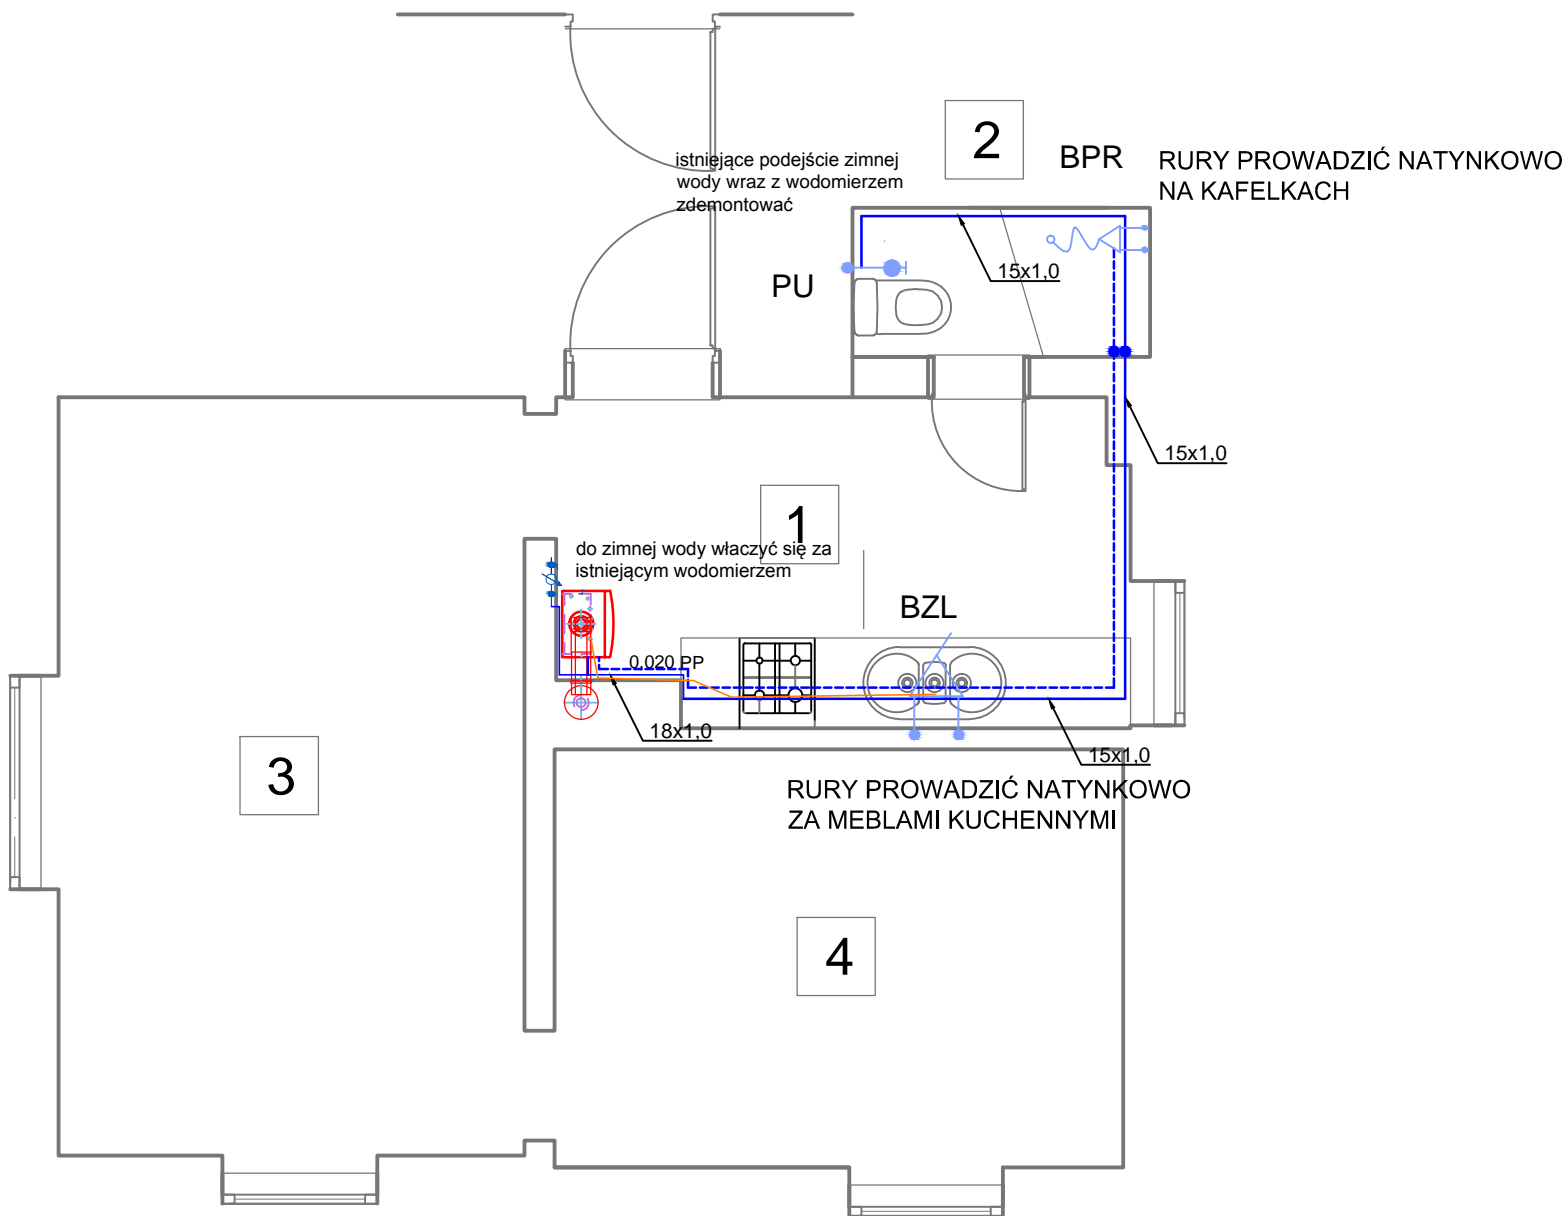 2
istniejące podejście zimnej
wody wraz z wodomierzem
zdemontować
BPR
RURY PROWADZIĆ NATYNKOWO
NA KAFELKACH
15x1,0
PU
15x1,0
1
do zimnej wody właczyć się za
istniejącym wodomierzem
BZL
0,020 PP
18x1,0
15x1,0
3
RURY PROWADZIĆ NATYNKOWO
ZA MEBLAMI KUCHENNYMI
4